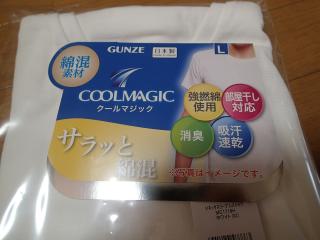 GUNZE
日本製
L
綿混
素材
COOLMAGIC
クールマジック
強撚綿
使用
部屋干し
対応
消臭
吸汗
速乾
サラッと
綿混
※写真はイメージです。